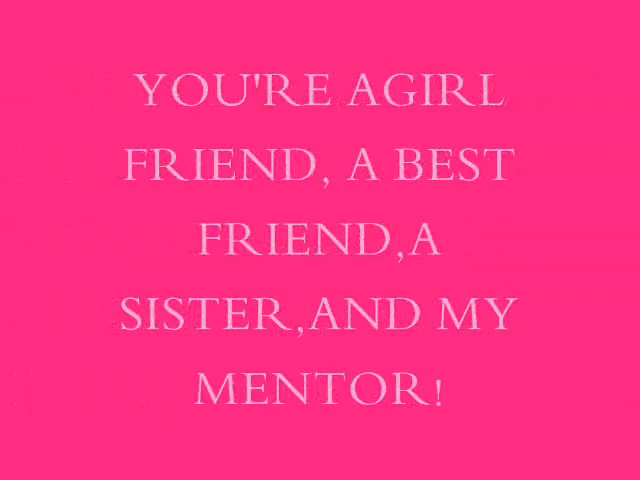 YOU'RE AGIRL
FRIEND, A BEST
FRIEND,A
SISTER,AND MY
MENTOR!